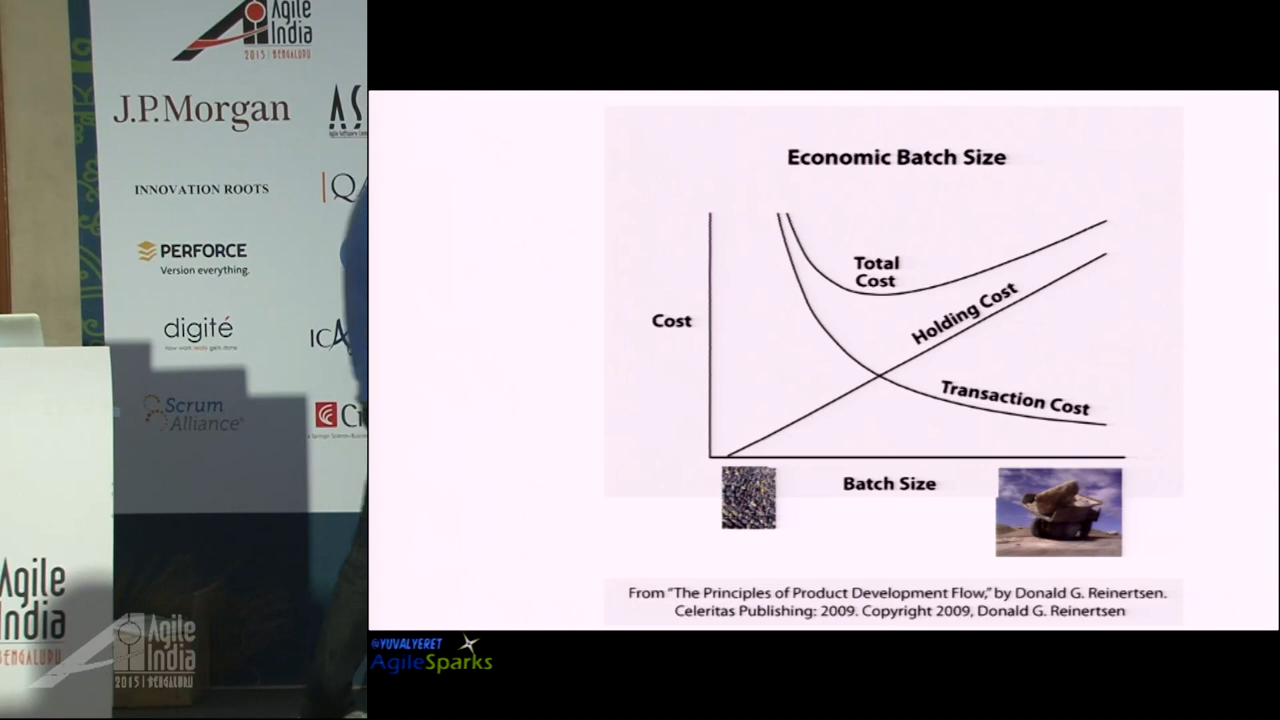 Agile
India
2015 | BENGALURU
J.P.Morgan
INNOVATION ROOTS
PERFORCE
Version everything.
digité
Scrum
Alliance
Agile
India
BENGALURU
Agile
India
2015 | BENGALURU
Economic Batch Size
Total
Cost
Cost
Holding Cost
Transaction Cost
Batch Size
From “The Principles of Product Development Flow,” by Donald G. Reinertsen.
Celeritas Publishing: 2009. Copyright 2009, Donald G. Reinertsen
@YUVALYERET
AgileSparks